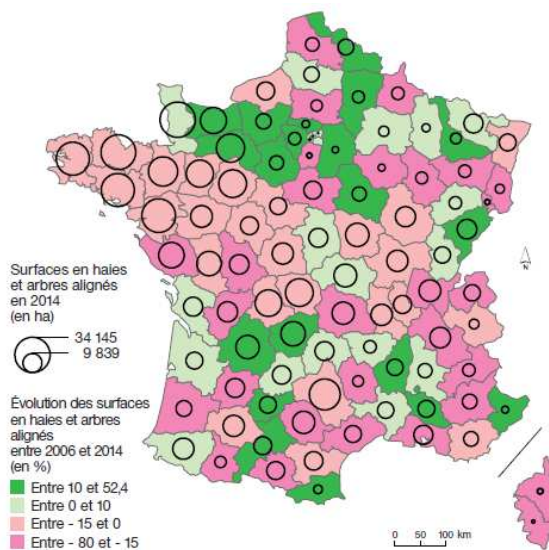 Surfaces en haies
et arbres alignés
en 2014
(en ha)
34 145
9 839
Évolution des surfaces
en haies et arbres
alignés
entre 2006 et 2014
(en %)
Entre 10 et 52,4
Entre 0 et 10
Entre - 15 et 0
Entre - 80 et - 15
N
0 50 100 km